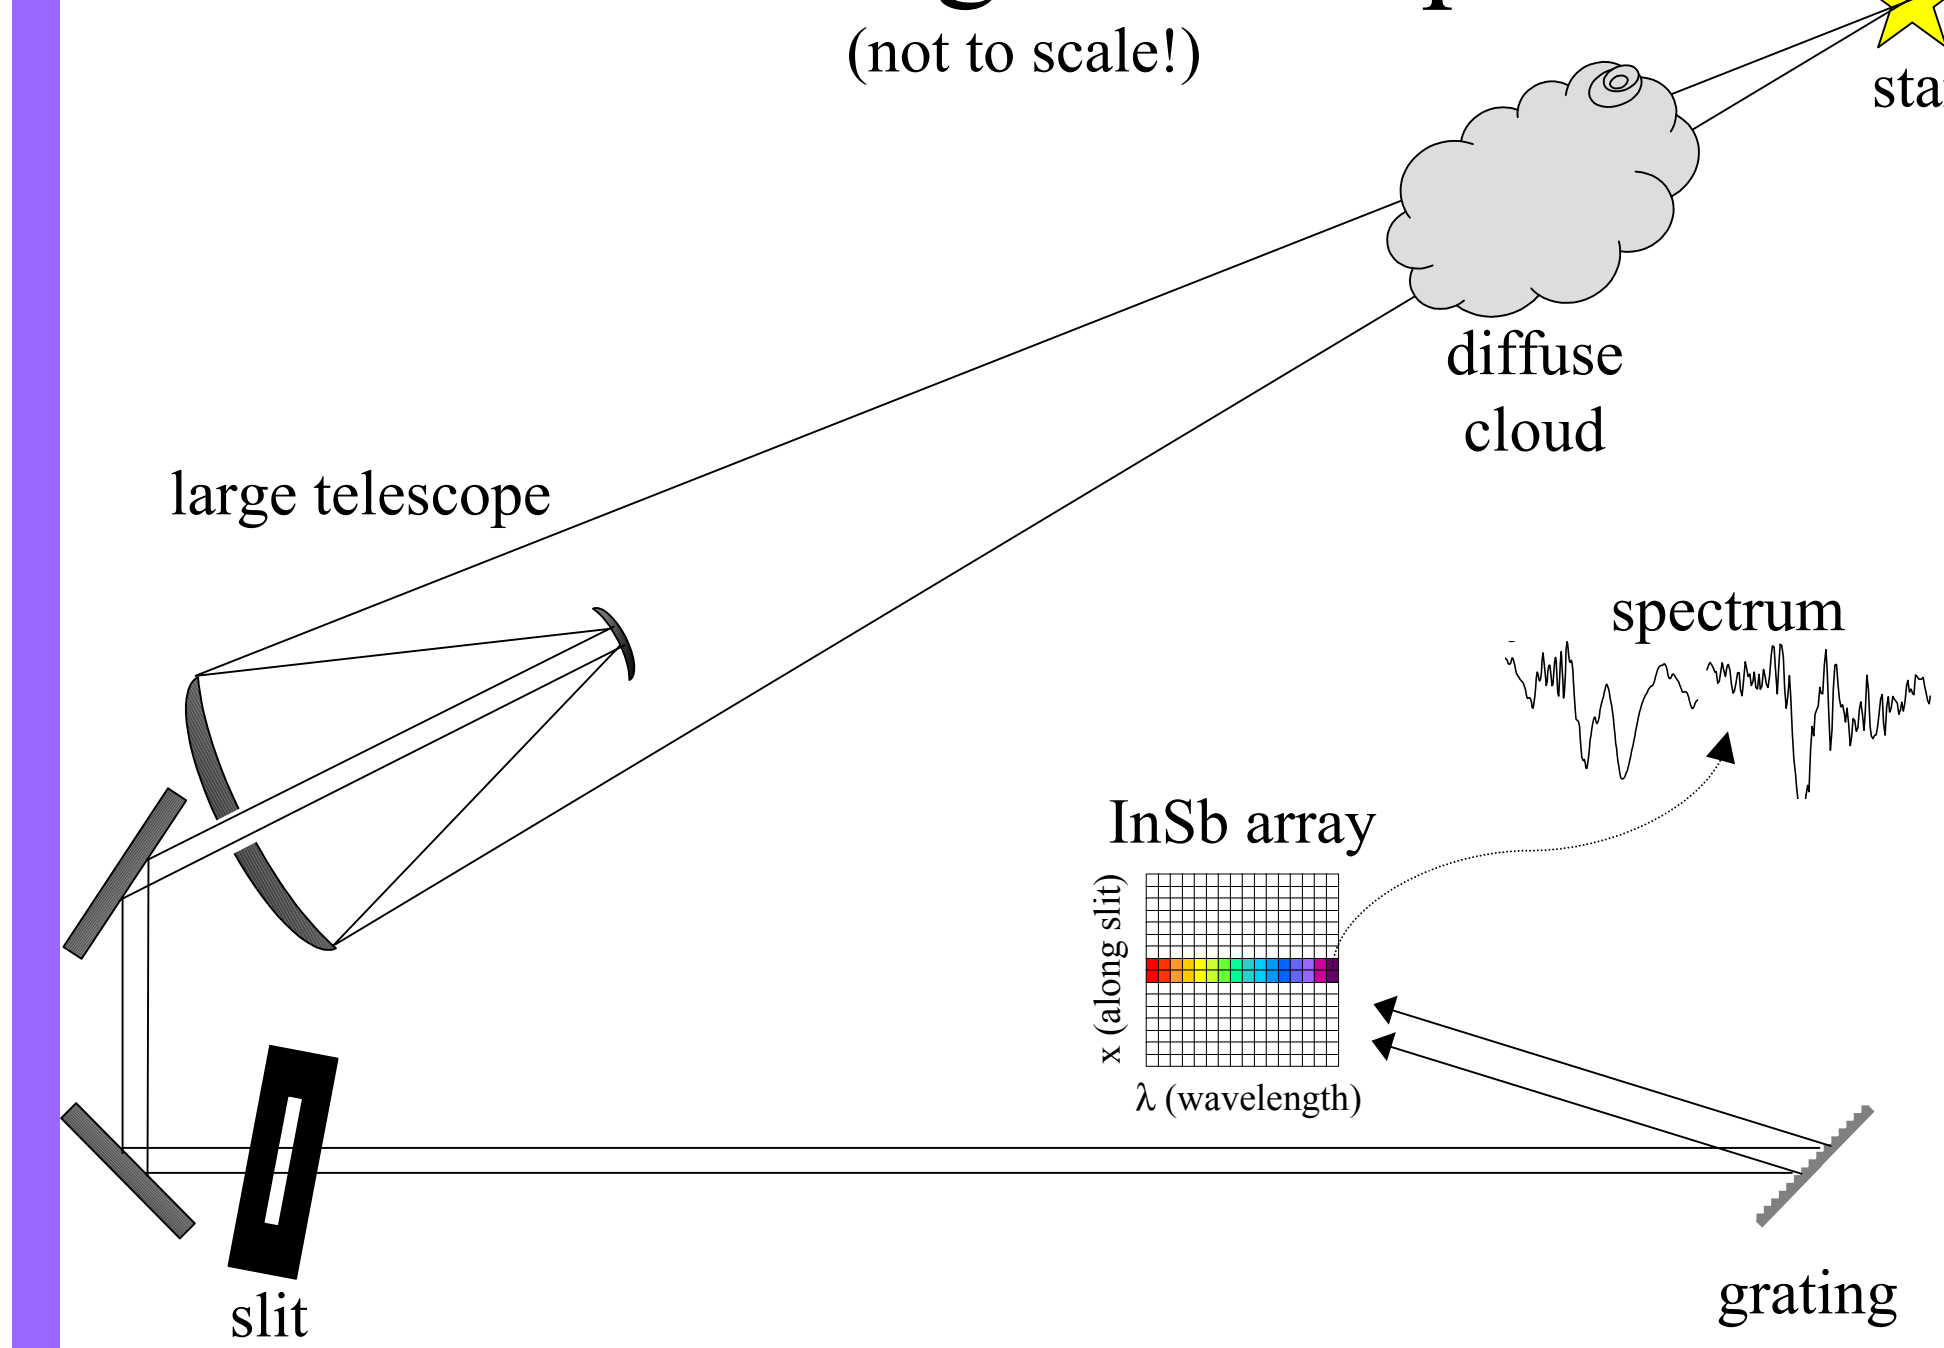 (not to scale!)
diffuse
cloud
large telescope
spectrum
InSb array
x (along slit)
λ (wavelength)
slit
grating